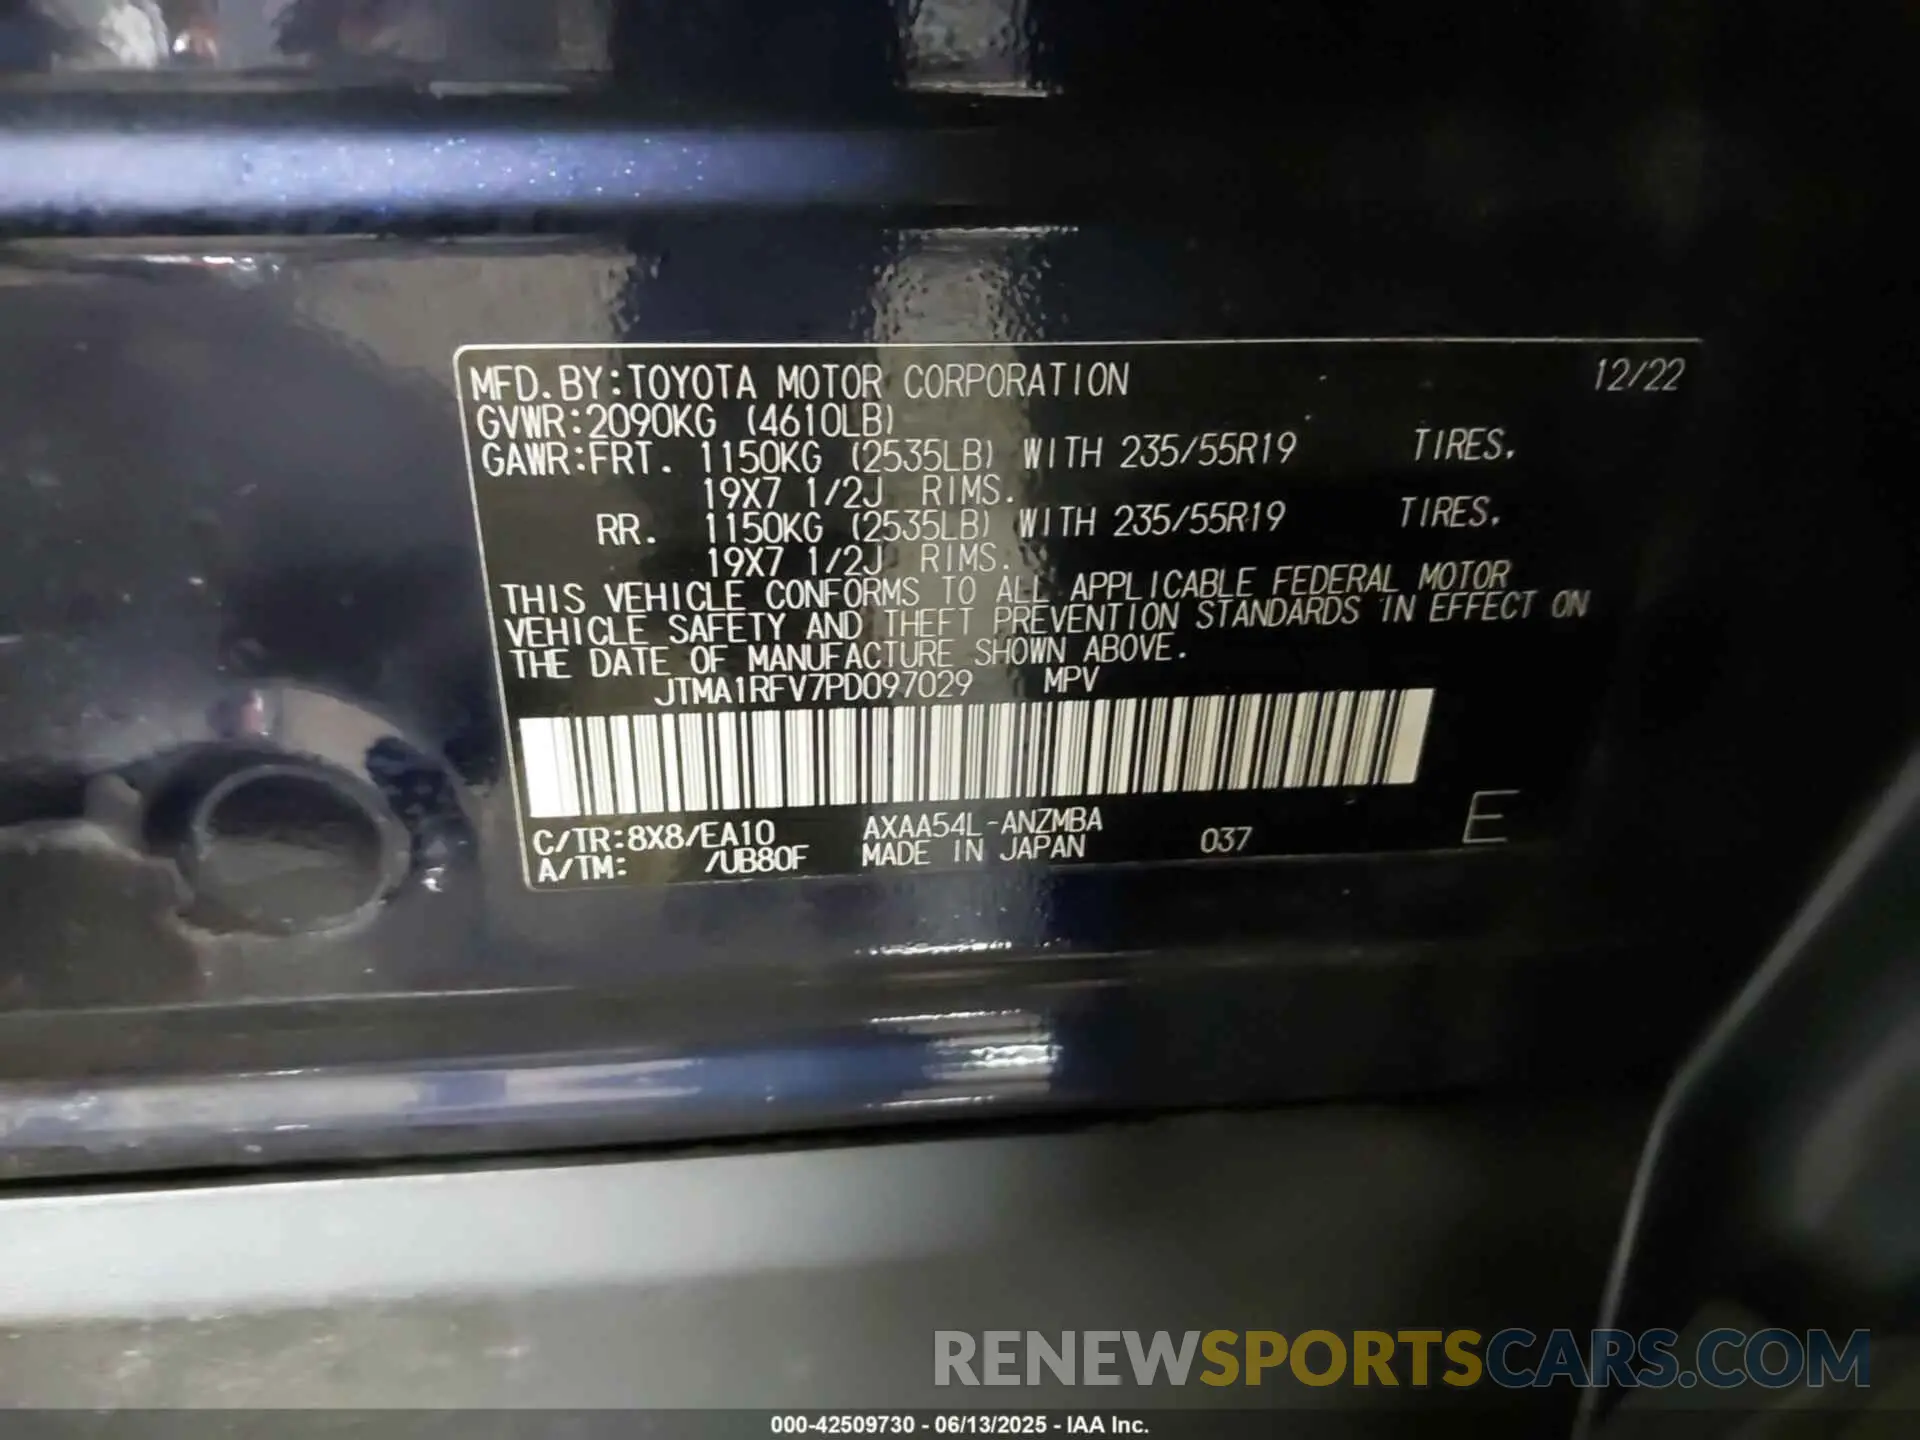 MFD. BY:TOYOTA MOTOR CORPORATION 12/22
GVWR:2090KG (4610LB)
GAWR:FRT. 1150KG (2535LB) WITH 235/55R19 TIRES.
19X7 1/2J RIMS.
RR. 1150KG (2535LB) WITH 235/55R19 TIRES.
19X7 1/2J RIMS.
THIS VEHICLE CONFORMS TO ALL APPLICABLE FEDERAL MOTOR
VEHICLE SAFETY AND THEFT PREVENTION STANDARDS IN EFFECT ON
THE DATE OF MANUFACTURE SHOWN ABOVE.
JTMA1RFV7PD097029 MPV
C/TR:8X8/EA10 AXAA54L-ANZMBA 037 E
A/TM: /UB80F MADE IN JAPAN
RENEWSPORTSCARS.COM
000-42509730 - 06/13/2025 - IAA Inc.